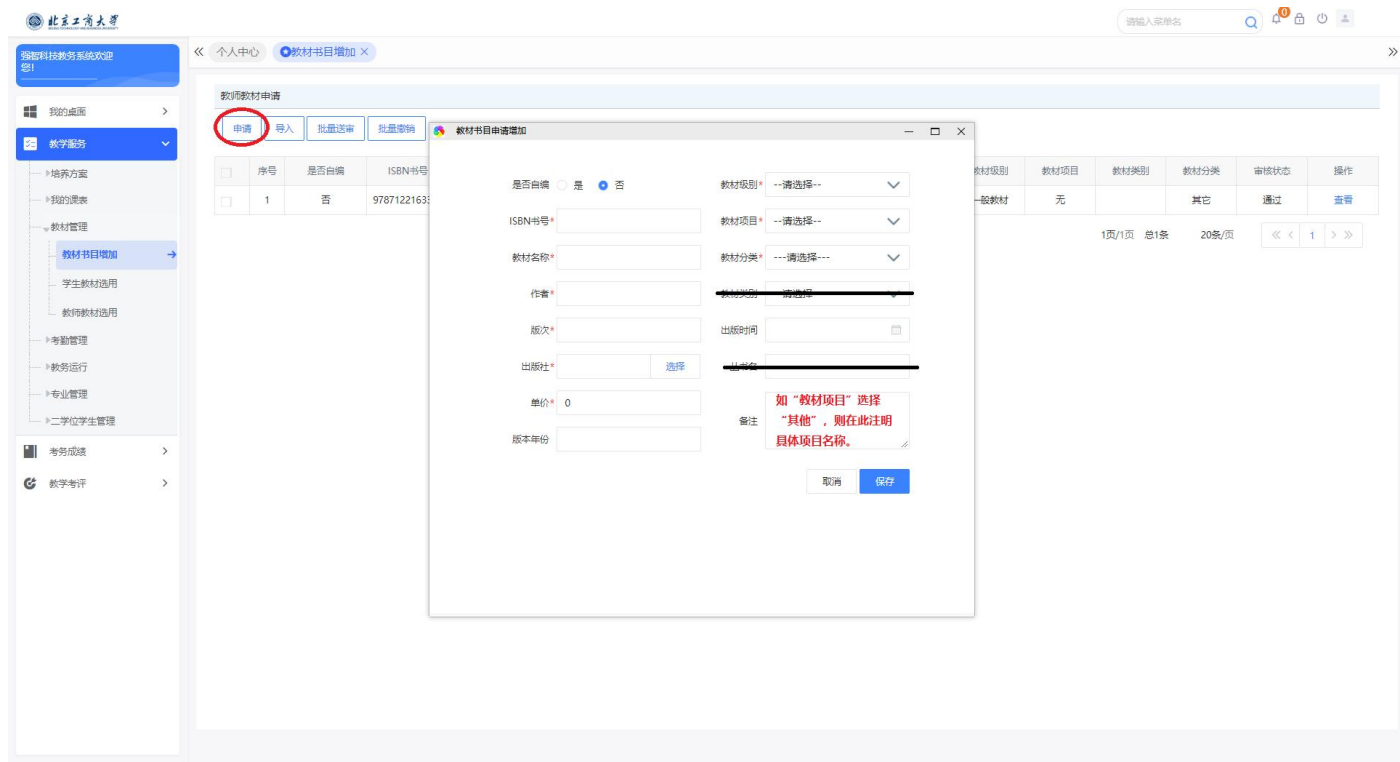 北京工商大学
请输入菜单名
0
强智科技教务系统欢迎
您!
个人中心
教材书目增加
我的桌面
教学服务
培养方案
我的课表
教材管理
教材书目增加
学生教材选用
教师教材选用
考勤管理
教务运行
专业管理
二学位学生管理
考务成绩
教学考评
教师教材申请
申请 导入 批量送审 批量撤销
序号 是否自编 ISBN书号 教材级别 教材项目 教材类别 教材分类 审核状态 操作
1 否 9787122163 一般教材 无 其它 通过 查看
1页/1页 总1条 20条/页 1
教材书目申请增加
是否自编 是 否 教材级别* --请选择--
ISBN书号* 教材项目* --请选择--
教材名称* 教材分类* ---请选择---
作者* 教材类别 --请选择--
版次* 出版时间
出版社* 选择 丛书名
单价* 0
版本年份
备注
如“教材项目”选择
“其他”，则在此注明
具体项目名称。
取消 保存